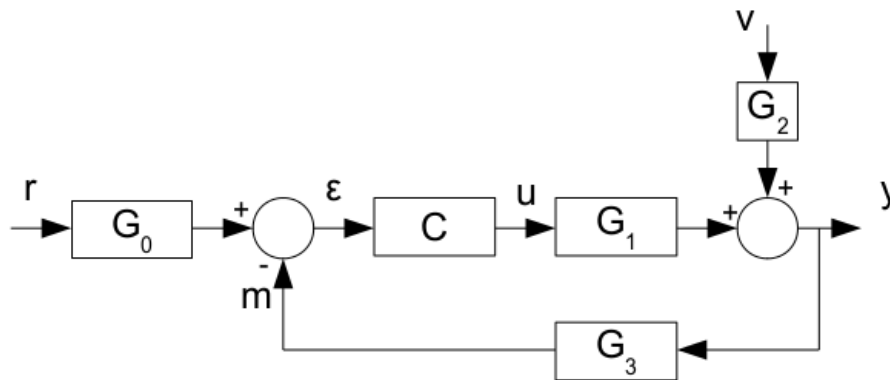 v
G₂
r
G₀
+
ε
C
u
G₁
+
+
y
-
m
G₃